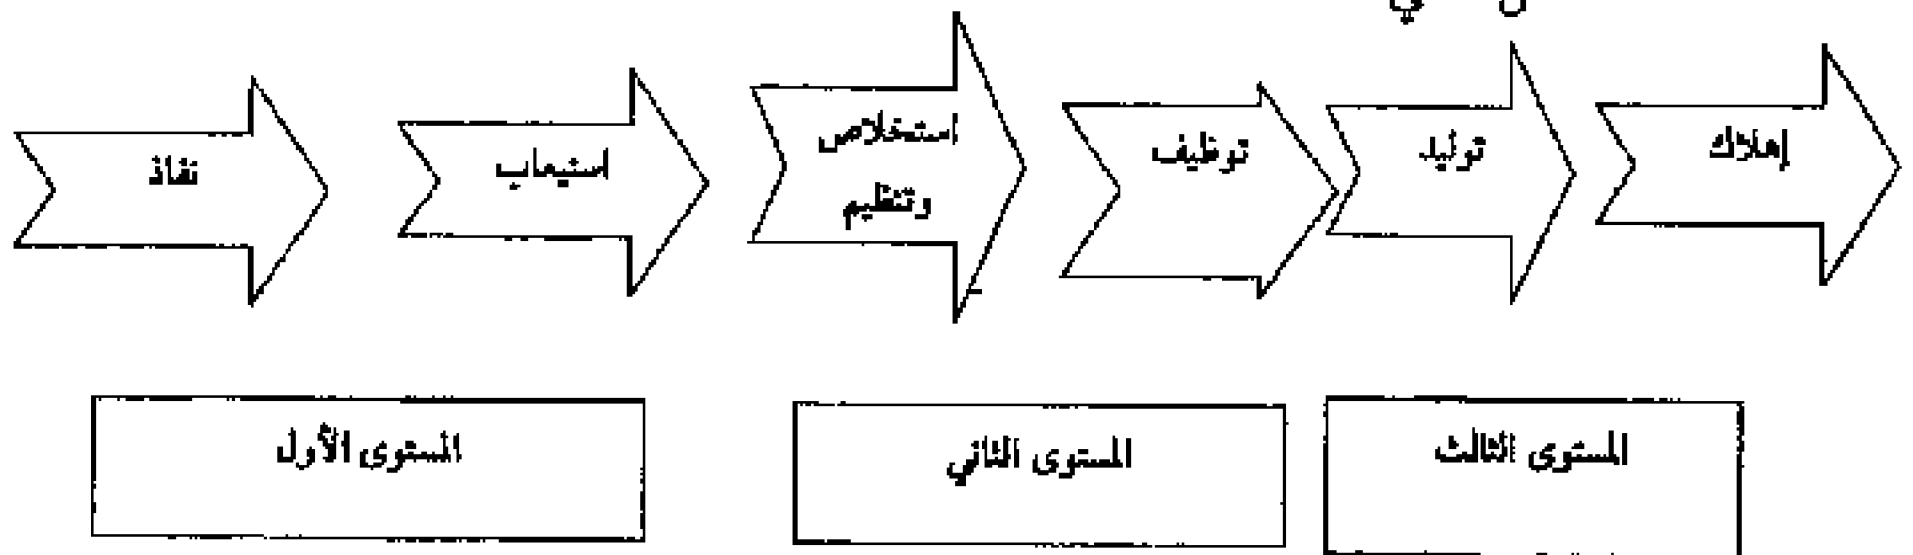 نفاذ
استيعاب
استخلاص
وتنظيم
توظيف
توليد
إهلاك
المستوى الأول
المستوى الثاني
المستوى الثالث